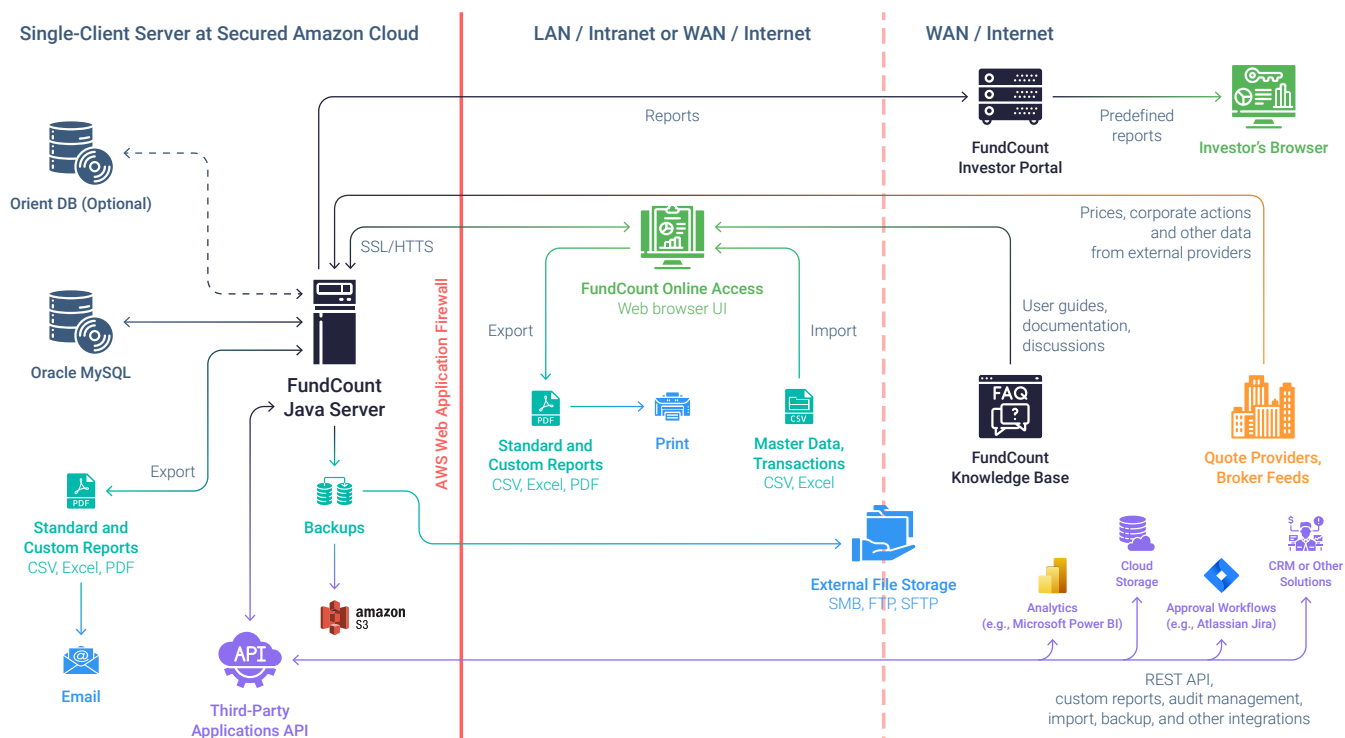 Single-Client Server at Secured Amazon Cloud
LAN / Intranet or WAN / Internet
WAN / Internet
Reports
FundCount
Investor Portal
Predefined
reports
Investor's Browser
Orient DB (Optional)
SSL/HTTS
FundCount Online Access
Web browser UI
Prices, corporate actions
and other data
from external providers
Oracle MySQL
FundCount
Java Server
AWS Web Application Firewall
Export
Import
User guides,
documentation,
discussions
PDF
Standard and
Custom Reports
CSV, Excel, PDF
Print
CSV
Master Data,
Transactions
CSV, Excel
FAQ
?
FundCount
Knowledge Base
Quote Providers,
Broker Feeds
Export
PDF
Standard and
Custom Reports
CSV, Excel, PDF
Backups
External File Storage
SMB, FTP, SFTP
Analytics
(e.g., Microsoft Power BI)
Cloud
Storage
Approval Workflows
(e.g., Atlassian Jira)
$
!
CRM or Other
Solutions
amazon
S3
@
Email
API
Third-Party
Applications API
REST API,
custom reports, audit management,
import, backup, and other integrations